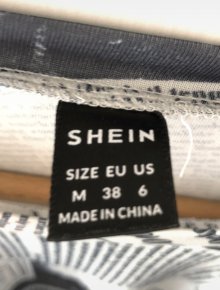 SHEIN
SIZE EU US
M 38 6
MADE IN CHINA